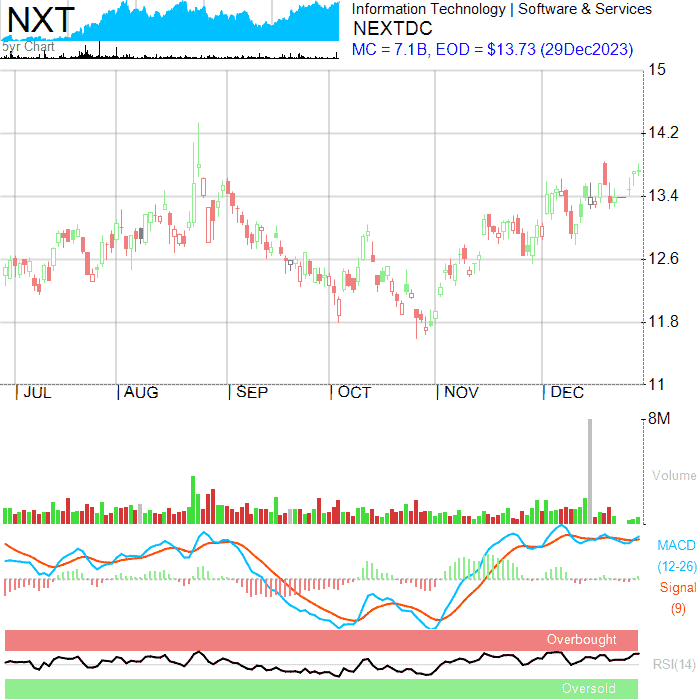 NXT
5yr Chart
Information Technology | Software & Services
NEXTDC
MC = 7.1B, EOD = $13.73 (29Dec2023)
15
14.2
13.4
12.6
11.8
11
| JUL
| AUG
| SEP
| OCT
| NOV
| DEC
8M
Volume
MACD
(12-26)
Signal
(9)
Overbought
RSI(14)
Oversold